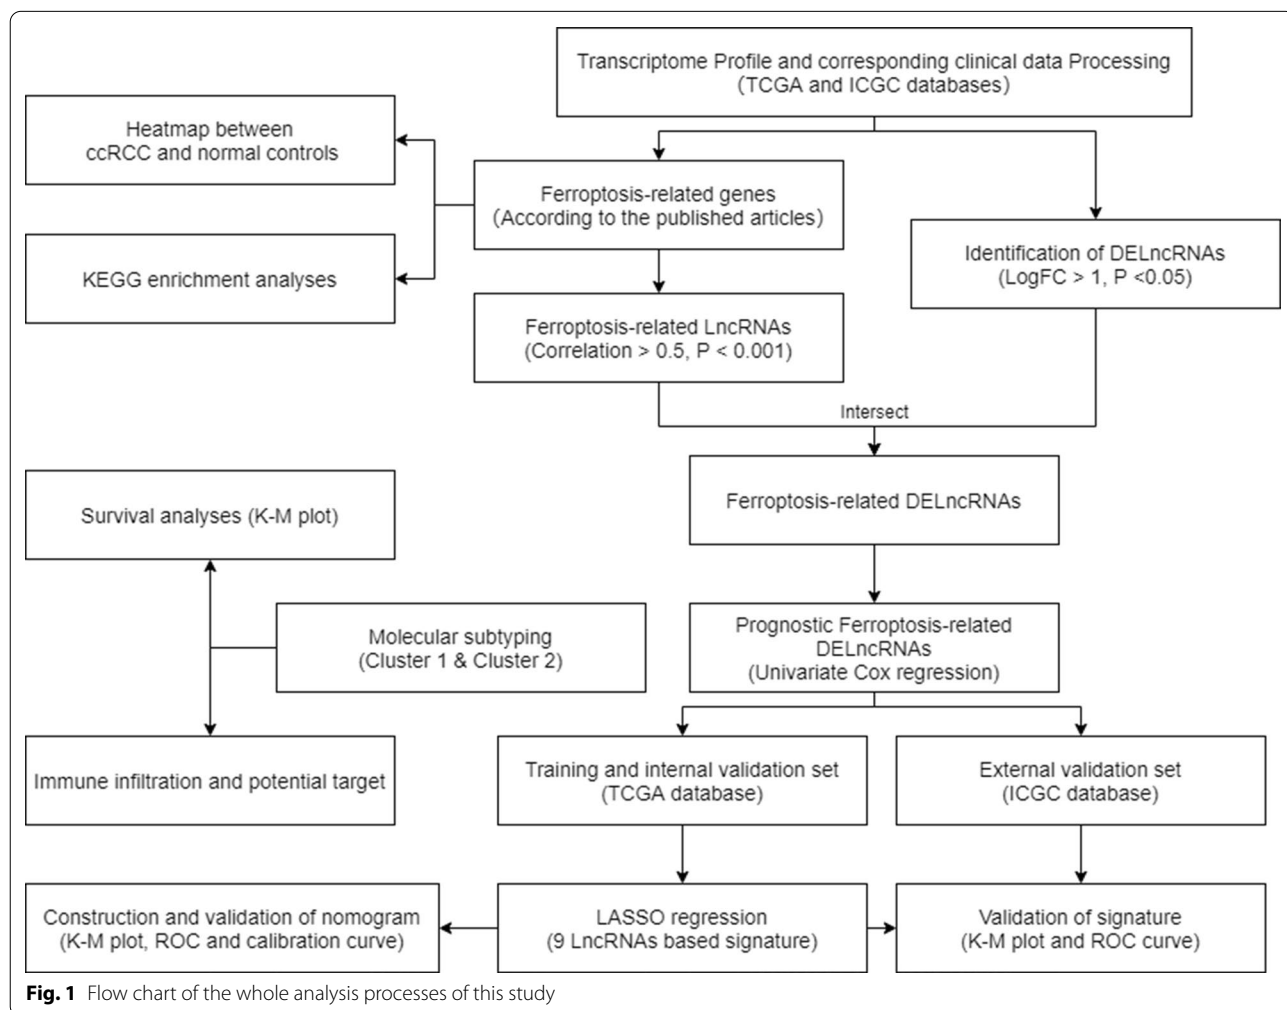 Transcriptome Profile and corresponding clinical data Processing
(TCGA and ICGC databases)
Heatmap between
ccRCC and normal controls
Ferroptosis-related genes
(According to the published articles)
Identification of DELncRNAs
(LogFC > 1, P <0.05)
KEGG enrichment analyses
Ferroptosis-related LncRNAs
(Correlation > 0.5, P < 0.001)
Intersect
Ferroptosis-related DELncRNAs
Survival analyses (K-M plot)
Molecular subtyping
(Cluster 1 & Cluster 2)
Prognostic Ferroptosis-related
DELncRNAs
(Univariate Cox regression)
Immune infiltration and potential target
Training and internal validation set
(TCGA database)
External validation set
(ICGC database)
Construction and validation of nomogram
(K-M plot, ROC and calibration curve)
LASSO regression
(9 LncRNAs based signature)
Validation of signature
(K-M plot and ROC curve)
Fig. 1 Flow chart of the whole analysis processes of this study